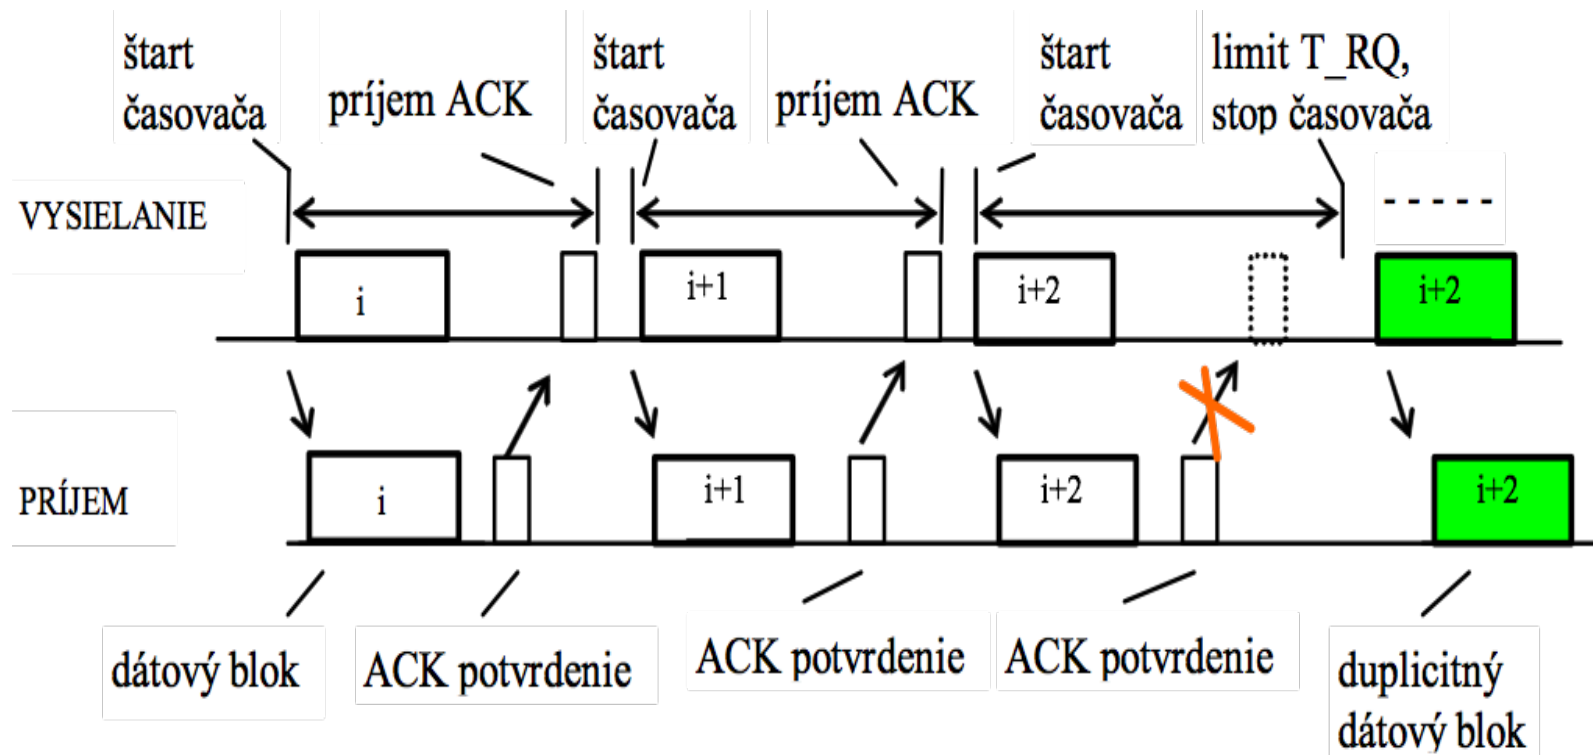 štart
časovača
príjem ACK
štart
časovača
príjem ACK
štart
časovača
limit T_RQ,
stop časovača
VYSIELANIE
- - - - -
i
i+1
i+2
i+2
PRÍJEM
i
i+1
i+2
i+2
dátový blok
ACK potvrdenie
ACK potvrdenie
ACK potvrdenie
duplicitný
dátový blok